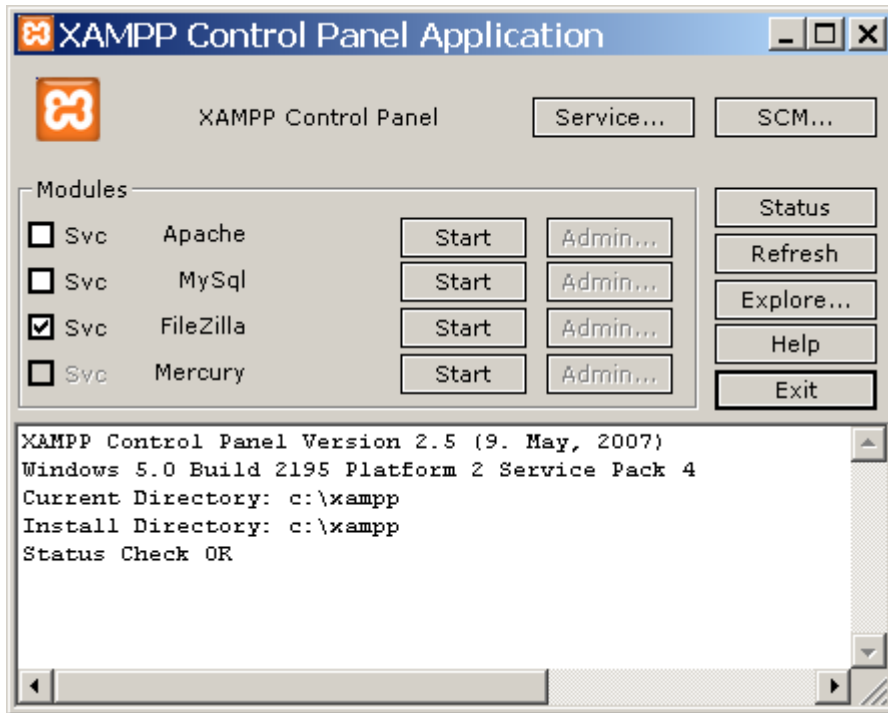 XAMPP Control Panel Application
XAMPP Control Panel Service... SCM...
Modules
Svc Apache Start Admin...
Svc MySql Start Admin...
Svc FileZilla Start Admin...
Svc Mercury Start Admin...
Status
Refresh
Explore...
Help
Exit
XAMPP Control Panel Version 2.5 (9. May, 2007)
Windows 5.0 Build 2195 Platform 2 Service Pack 4
Current Directory: c:\xampp
Install Directory: c:\xampp
Status Check OK